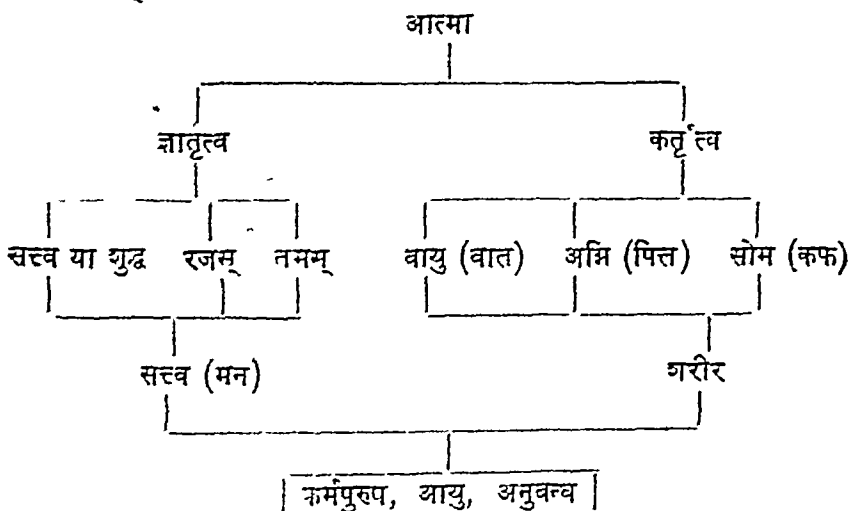 आत्मा
ज्ञातृत्व कर्तृत्व
सत्त्व या शुद्ध रजस् तमस् वायु (वात) अग्नि (पित्त) सोम (कफ)
सत्त्व (मन) शरीर
कर्मपुरुष, आयु, अनुबन्ध